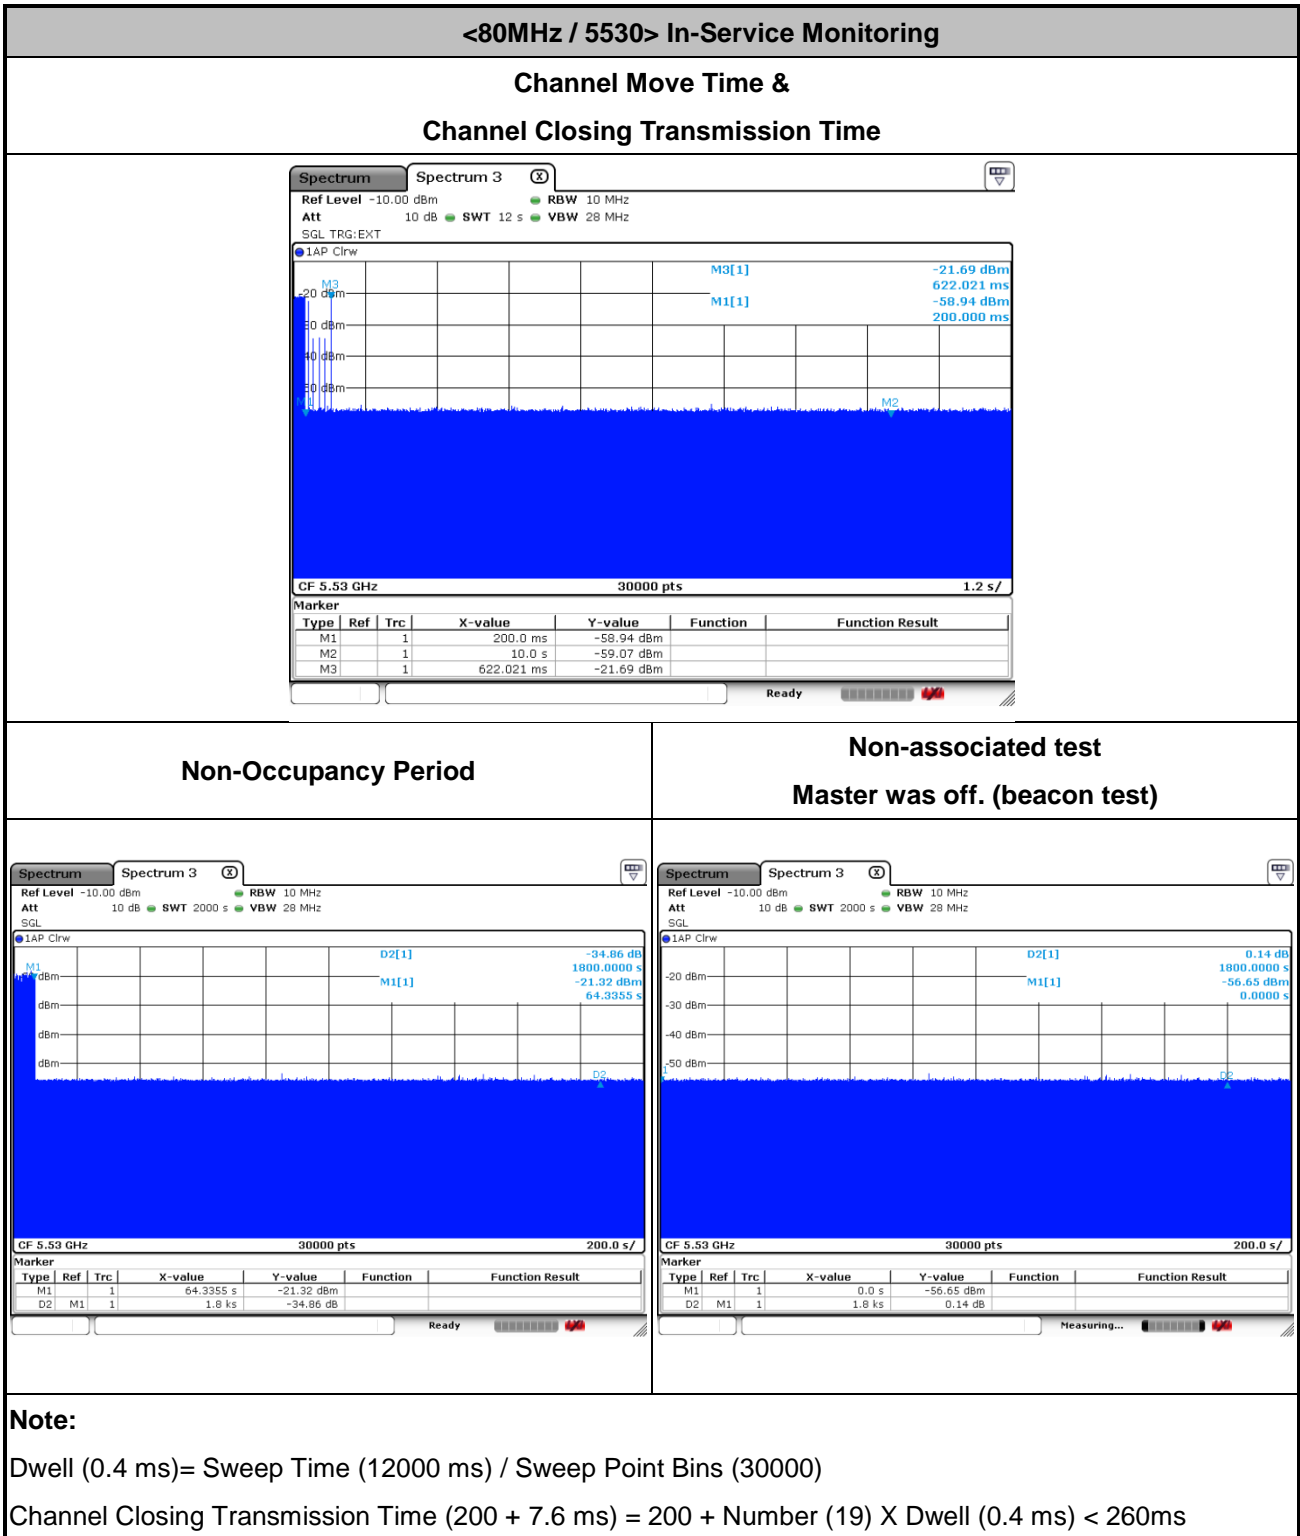 <80MHz / 5530> In-Service Monitoring
Channel Move Time &
Channel Closing Transmission Time
Spectrum Spectrum 3 X
Ref Level -10.00 dBm RBW 10 MHz
Att 10 dB SWT 12 s VBW 28 MHz
SGL TRG:EXT
1AP Clrw
M3[1] -21.69 dBm
622.021 ms
M1[1] -58.94 dBm
200.000 ms
M3
-20 dBm
dBm
dBm
dBm
M1
M2
CF 5.53 GHz 30000 pts 1.2 s/
Marker
Type Ref Trc X-value Y-value Function Function Result
M1 1 200.0 ms -58.94 dBm
M2 1 10.0 s -59.07 dBm
M3 1 622.021 ms -21.69 dBm
Ready
Non-Occupancy Period
Non-associated test
Master was off. (beacon test)
Spectrum Spectrum 3 X
Ref Level -10.00 dBm RBW 10 MHz
Att 10 dB SWT 2000 s VBW 28 MHz
SGL
1AP Clrw
D2[1] -34.86 dB
1800.0000 s
M1[1] -21.32 dBm
64.3355 s
M1
dBm
dBm
dBm
dBm
D2
CF 5.53 GHz 30000 pts 200.0 s/
Marker
Type Ref Trc X-value Y-value Function Function Result
M1 1 64.3355 s -21.32 dBm
D2 M1 1 1.8 ks -34.86 dB
Ready
Spectrum Spectrum 3 X
Ref Level -10.00 dBm RBW 10 MHz
Att 10 dB SWT 2000 s VBW 28 MHz
SGL
1AP Clrw
D2[1] 0.14 dB
1800.0000 s
M1[1] -56.65 dBm
0.0000 s
-20 dBm
-30 dBm
-40 dBm
-50 dBm
1
D2
CF 5.53 GHz 30000 pts 200.0 s/
Marker
Type Ref Trc X-value Y-value Function Function Result
M1 1 0.0 s -56.65 dBm
D2 M1 1 1.8 ks 0.14 dB
Measuring...
Note:
Dwell (0.4 ms)= Sweep Time (12000 ms) / Sweep Point Bins (30000)
Channel Closing Transmission Time (200 + 7.6 ms) = 200 + Number (19) X Dwell (0.4 ms) < 260ms